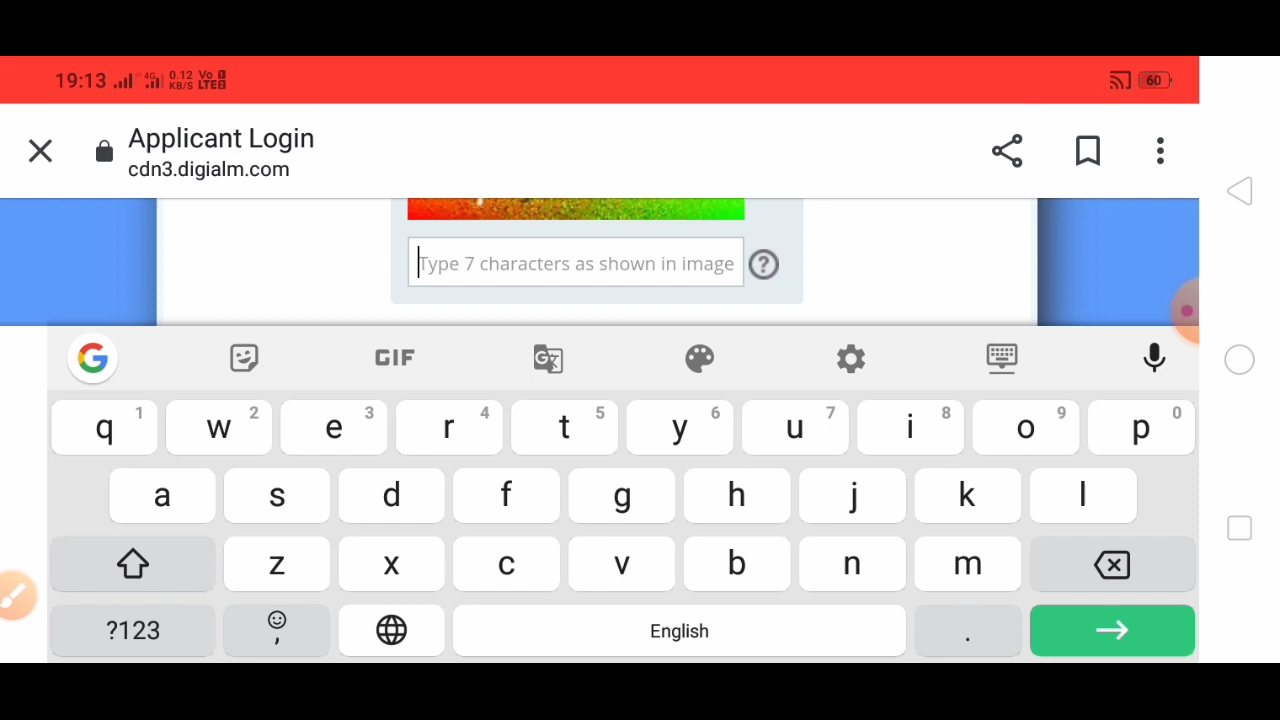 19:13 4G 0.12 KB/S Vo LTE 60
Applicant Login
cdn3.digialm.com
Type 7 characters as shown in image ?
G GIF G
q 1 w 2 e 3 r 4 t 5 y 6 u 7 i 8 o 9 p 0
a s d f g h j k l
z x c v b n m
?123 , English .